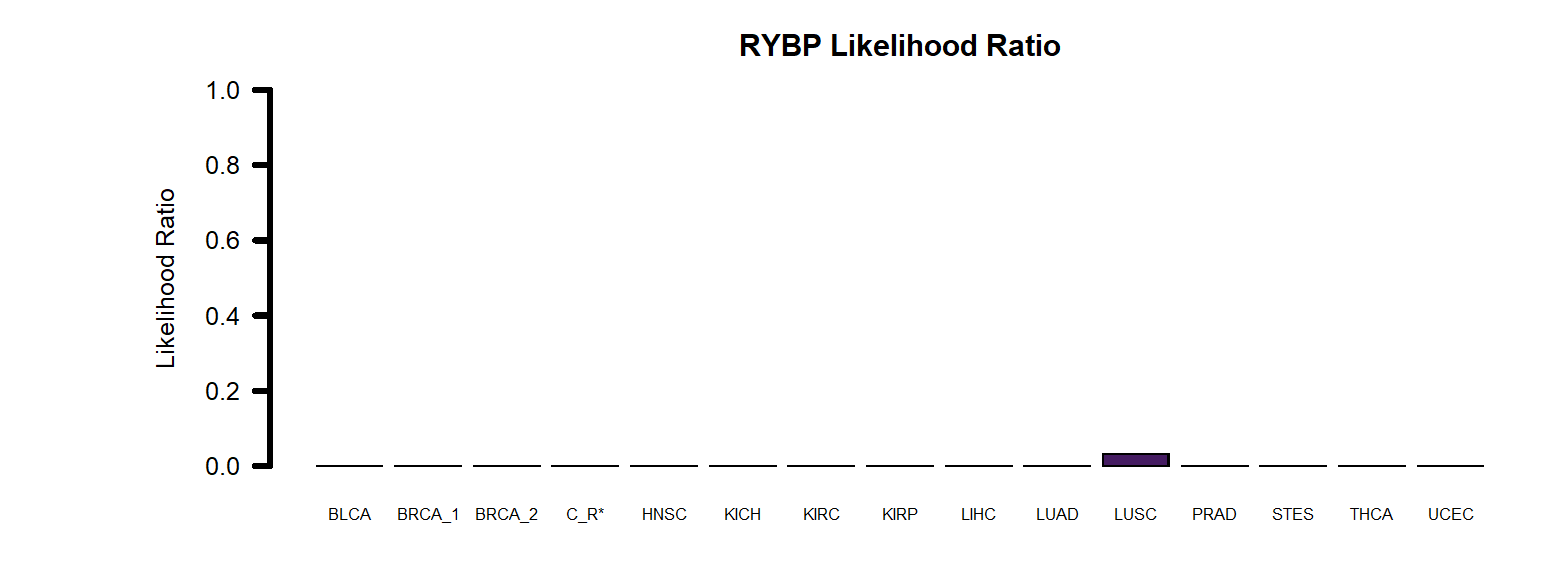 RYBP Likelihood Ratio
Likelihood Ratio
1.0
0.8
0.6
0.4
0.2
0.0
BLCA BRCA_1 BRCA_2 C_R* HNSC KICH KIRC KIRP LIHC LUAD LUSC PRAD STES THCA UCEC